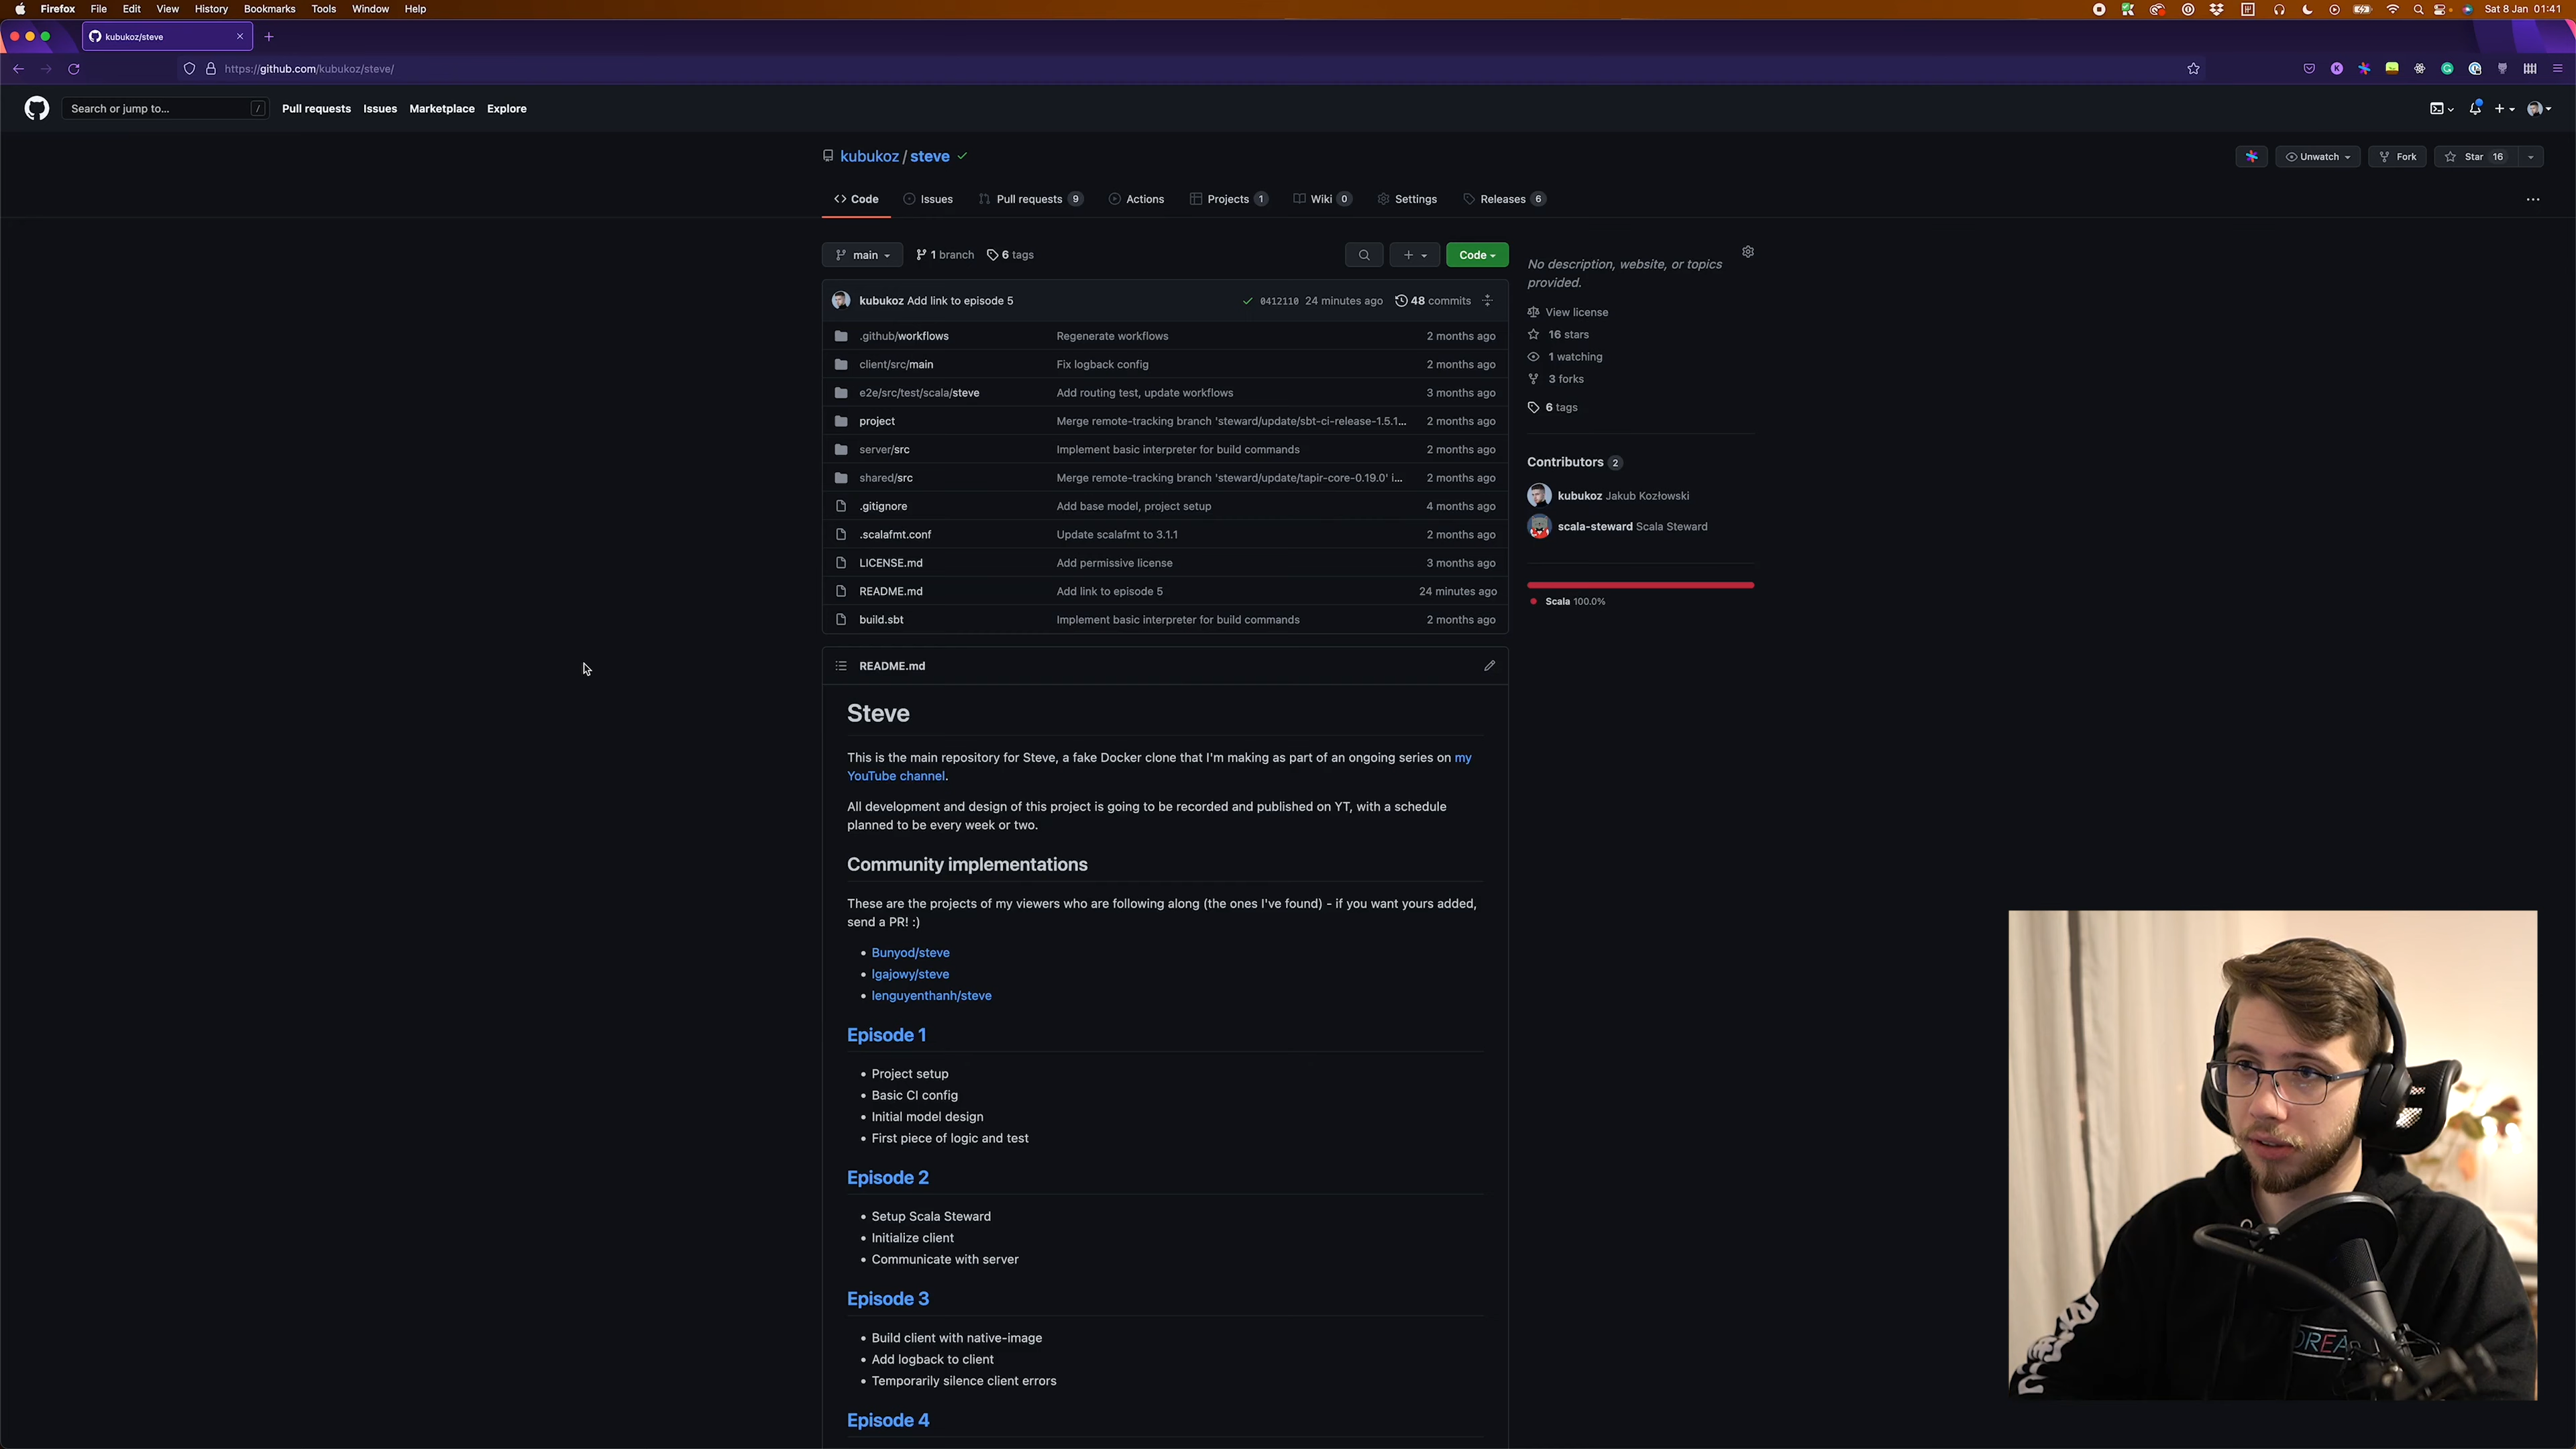 Firefox File Edit View History Bookmarks Tools Window Help Sat 8 Jan 01:41
kubukoz/steve
https://github.com/kubukoz/steve/
Search or jump to... / Pull requests Issues Marketplace Explore
kubukoz / steve Unwatch Fork Star 16
Code Issues Pull requests 9 Actions Projects 1 Wiki 0 Settings Releases 6
main 1 branch 6 tags Code
kubukoz Add link to episode 5 0412110 24 minutes ago 48 commits
.github/workflows Regenerate workflows 2 months ago
client/src/main Fix logback config 2 months ago
e2e/src/test/scala/steve Add routing test, update workflows 3 months ago
project Merge remote-tracking branch 'steward/update/sbt-ci-release-1.5.1... 2 months ago
server/src Implement basic interpreter for build commands 2 months ago
shared/src Merge remote-tracking branch 'steward/update/tapir-core-0.19.0' i... 2 months ago
.gitignore Add base model, project setup 4 months ago
.scalafmt.conf Update scalafmt to 3.1.1 2 months ago
LICENSE.md Add permissive license 3 months ago
README.md Add link to episode 5 24 minutes ago
build.sbt Implement basic interpreter for build commands 2 months ago
No description, website, or topics
provided.
View license
16 stars
1 watching
3 forks
6 tags
Contributors 2
kubukoz Jakub Kozłowski
scala-steward Scala Steward
Scala 100.0%
README.md
Steve
This is the main repository for Steve, a fake Docker clone that I'm making as part of an ongoing series on my
YouTube channel.
All development and design of this project is going to be recorded and published on YT, with a schedule
planned to be every week or two.
Community implementations
These are the projects of my viewers who are following along (the ones I've found) - if you want yours added,
send a PR! :)
• Bunyod/steve
• lgajowy/steve
• lenguyenthanh/steve
Episode 1
• Project setup
• Basic CI config
• Initial model design
• First piece of logic and test
Episode 2
• Setup Scala Steward
• Initialize client
• Communicate with server
Episode 3
• Build client with native-image
• Add logback to client
• Temporarily silence client errors
Episode 4